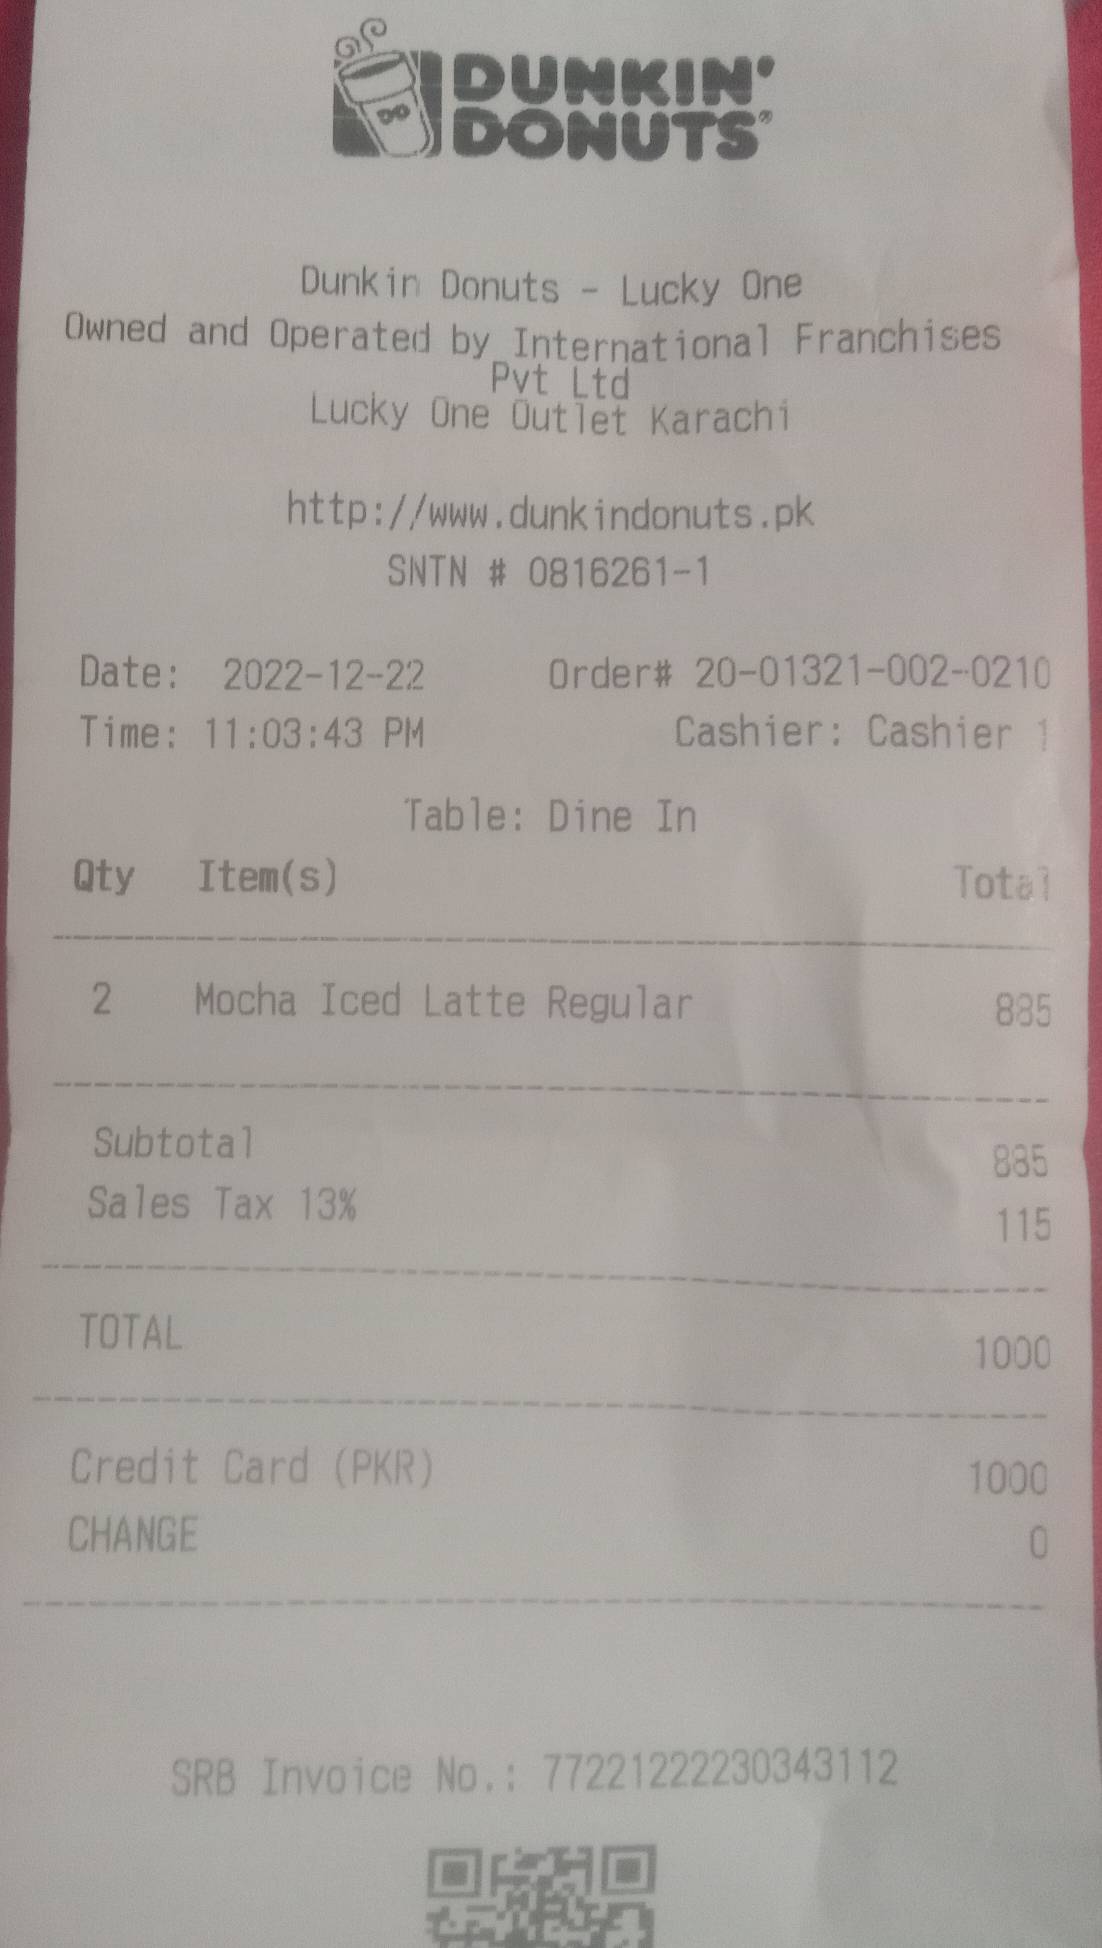 DUNKIN'
DONUTS®
DD
Dunkin Donuts - Lucky One
Owned and Operated by International Franchises
Pvt Ltd
Lucky One Outlet Karachi
http://www.dunkindonuts.pk
SNTN # 0816261-1
Date: 2022-12-22 Order# 20-01321-002-0210
Time: 11:03:43 PM Cashier: Cashier 1
Table: Dine In
Qty Item(s) Total
2 Mocha Iced Latte Regular 885
Subtotal 885
Sales Tax 13% 115
TOTAL 1000
Credit Card (PKR) 1000
CHANGE 0
SRB Invoice No.: 77221222230343112